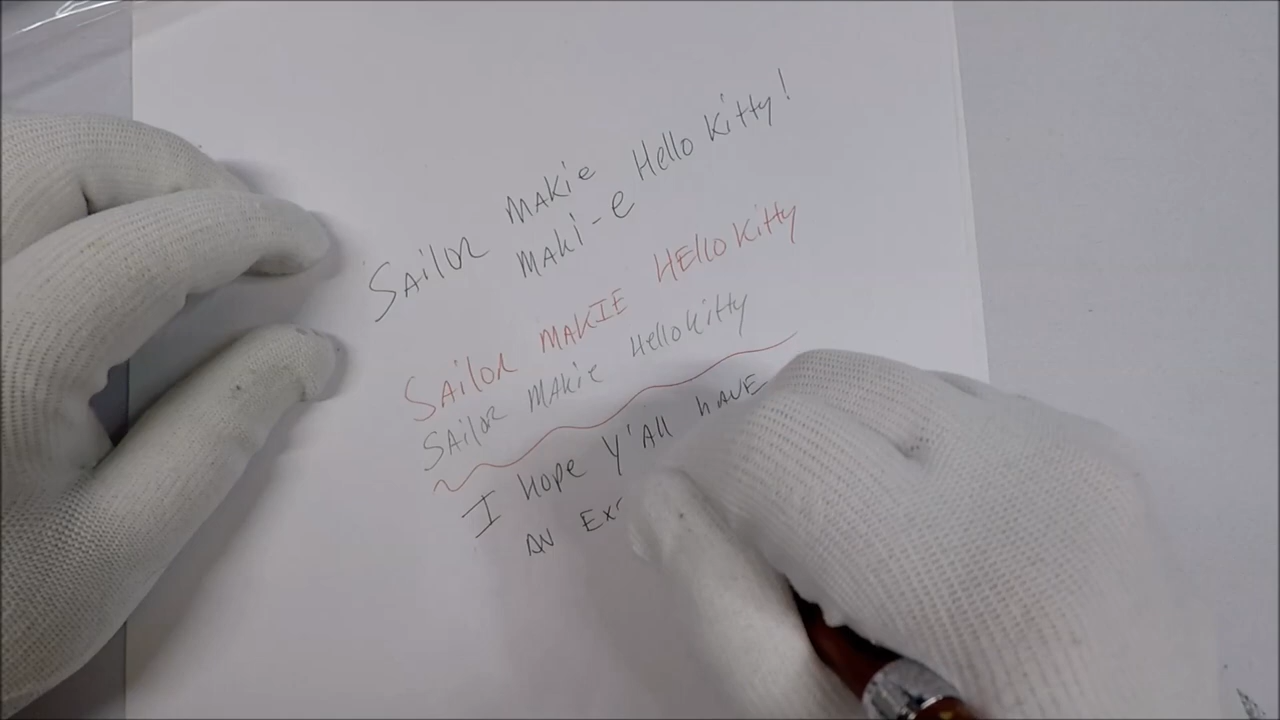 Sailor Makie
Maki-e Hello Kitty!
Sailor MAKIE HEllo Kitty
Sailor Makie Hello Kitty
I hope Y'All hAVE
AN